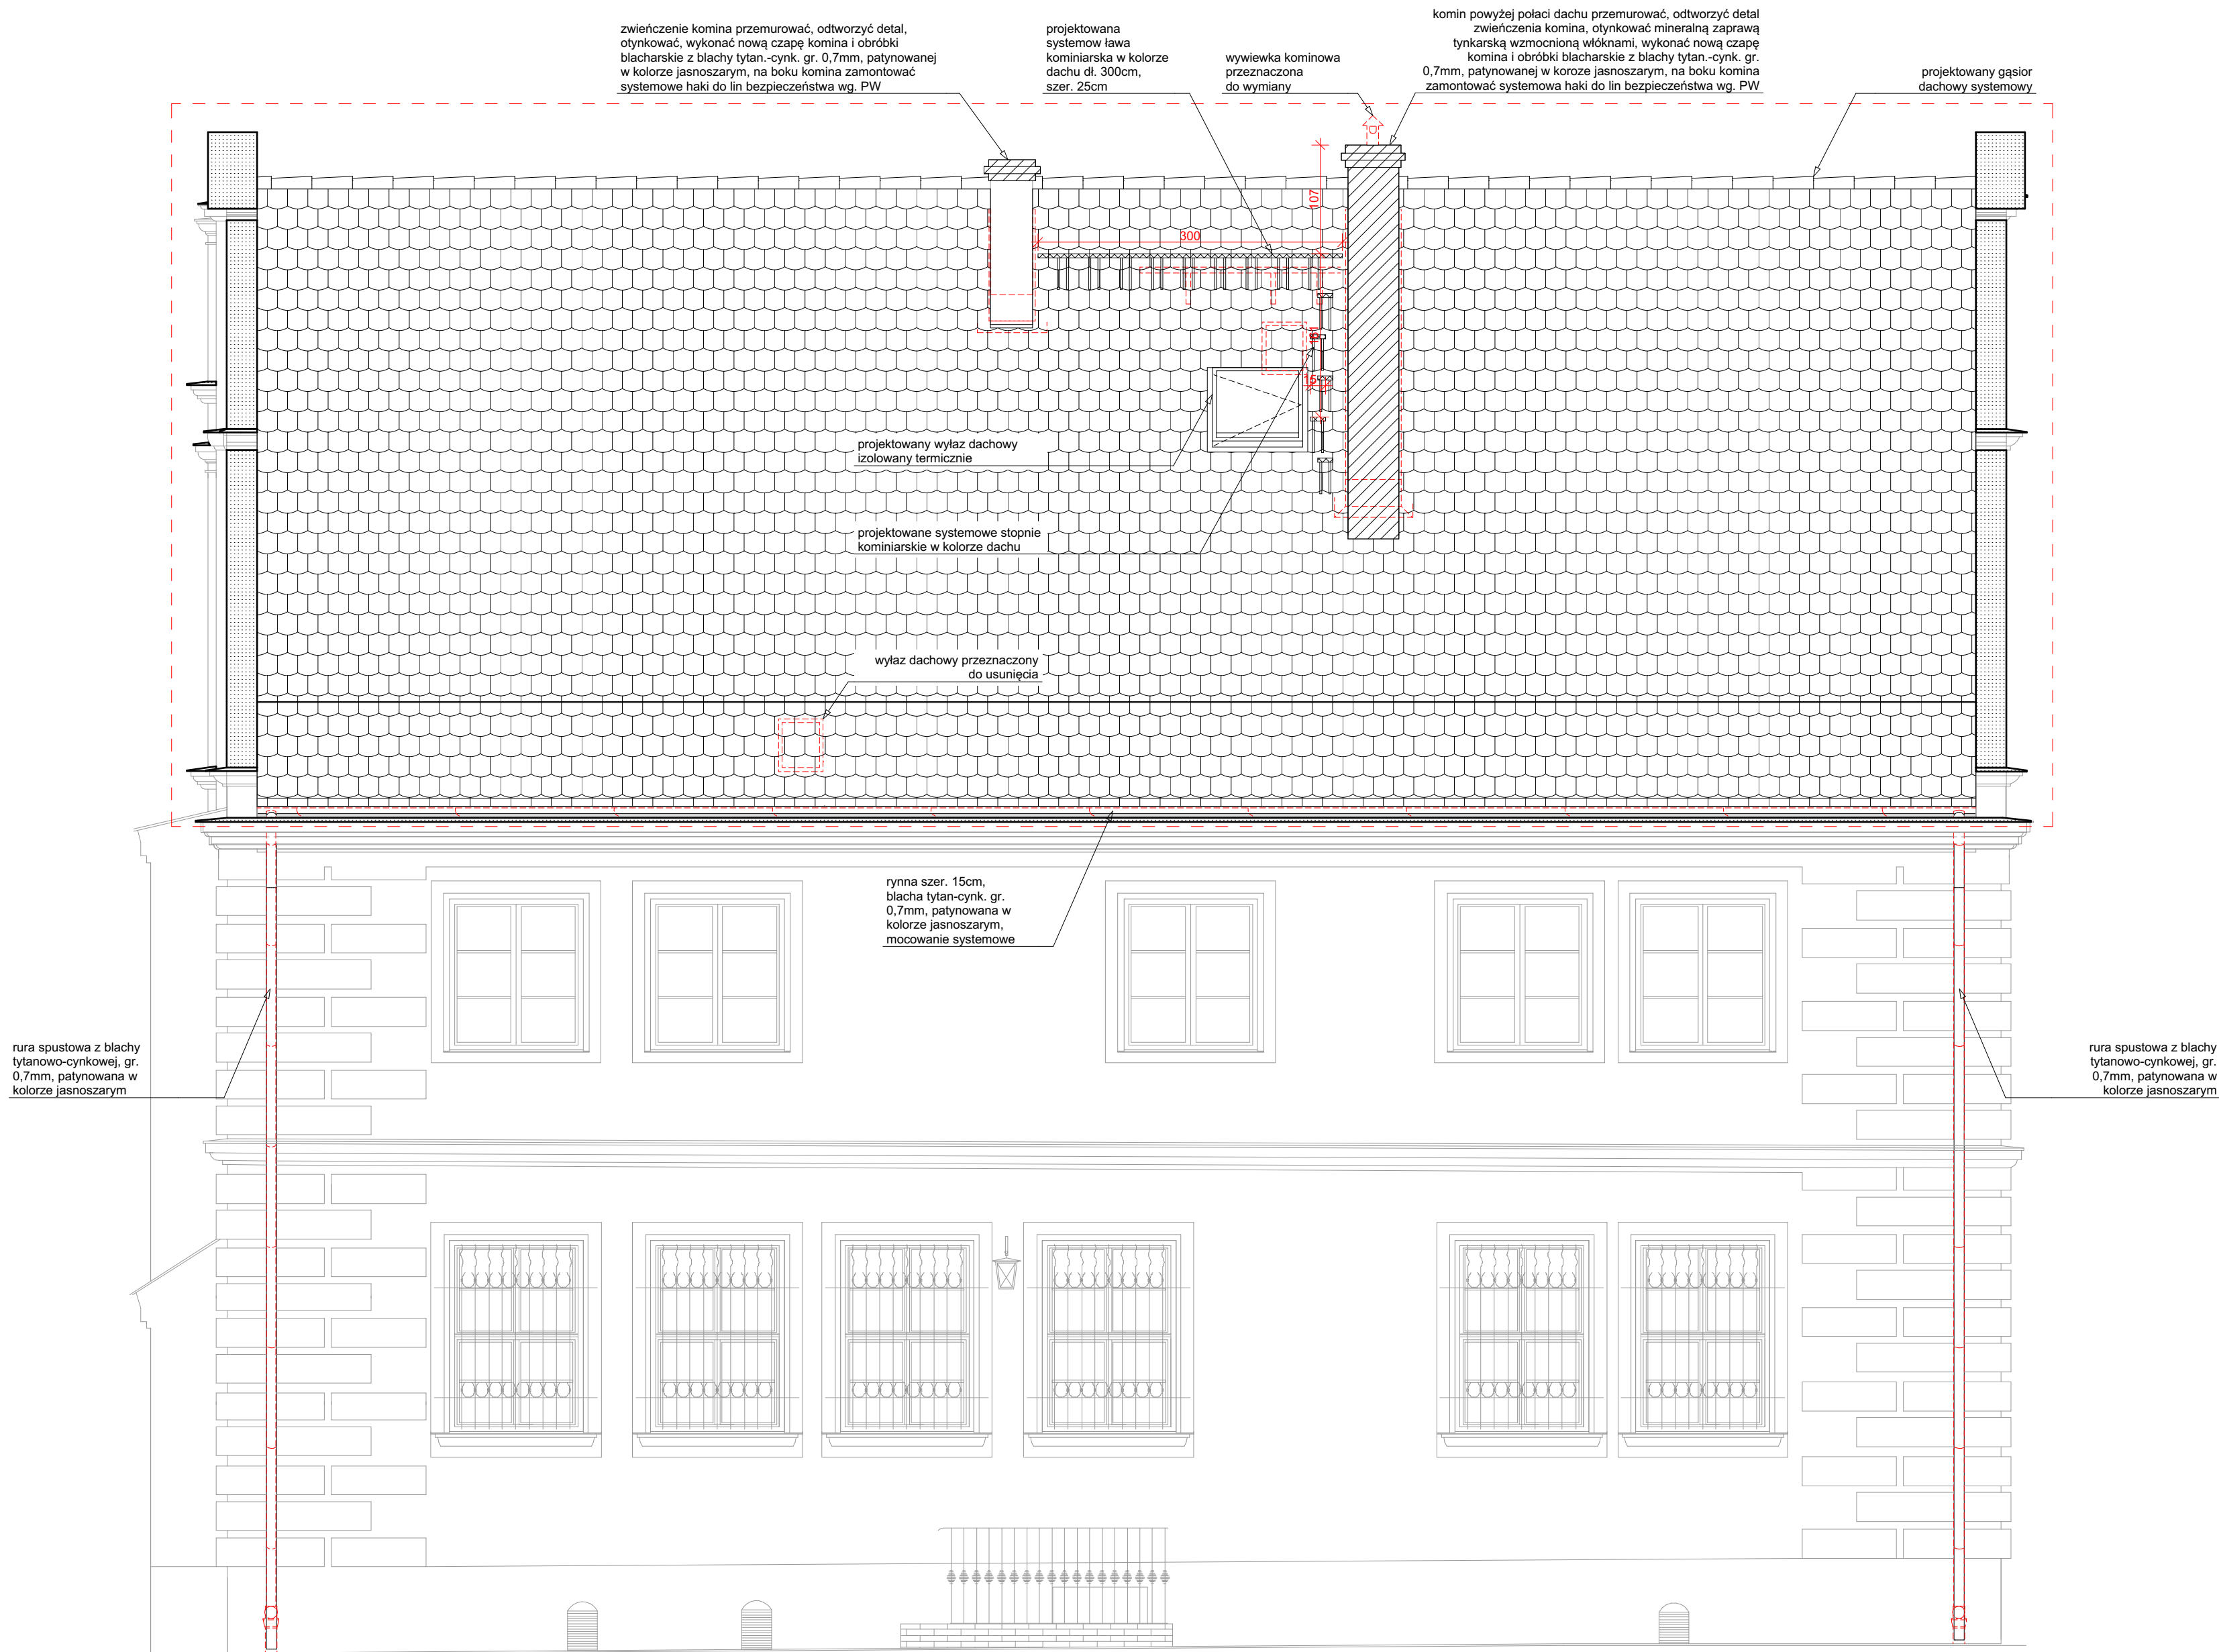 zwieńczenie komina przemurować, odtworzyć detal,
otynkować, wykonać nową czapę komina i obróbki
blacharskie z blachy tytan.-cynk. gr. 0,7mm, patynowanej
w kolorze jasnoszarym, na boku komina zamontować
systemowe haki do lin bezpieczeństwa wg. PW
projektowana
systemow ława
kominiarska w kolorze
dachu dł. 300cm,
szer. 25cm
wywiewka kominowa
przeznaczona
do wymiany
komin powyżej połaci dachu przemurować, odtworzyć detal
zwieńczenia komina, otynkować mineralną zaprawą
tynkarską wzmocnioną włóknami, wykonać nową czapę
komina i obróbki blacharskie z blachy tytan.-cynk. gr.
0,7mm, patynowanej w koroze jasnoszarym, na boku komina
zamontować systemowa haki do lin bezpieczeństwa wg. PW
projektowany gąsior
dachowy systemowy
107
300
15
projektowany wyłaz dachowy
izolowany termicznie
projektowane systemowe stopnie
kominiarskie w kolorze dachu
wyłaz dachowy przeznaczony
do usunięcia
rynna szer. 15cm,
blacha tytan-cynk. gr.
0,7mm, patynowana w
kolorze jasnoszarym,
mocowanie systemowe
rura spustowa z blachy
tytanowo-cynkowej, gr.
0,7mm, patynowana w
kolorze jasnoszarym
rura spustowa z blachy
tytanowo-cynkowej, gr.
0,7mm, patynowana w
kolorze jasnoszarym